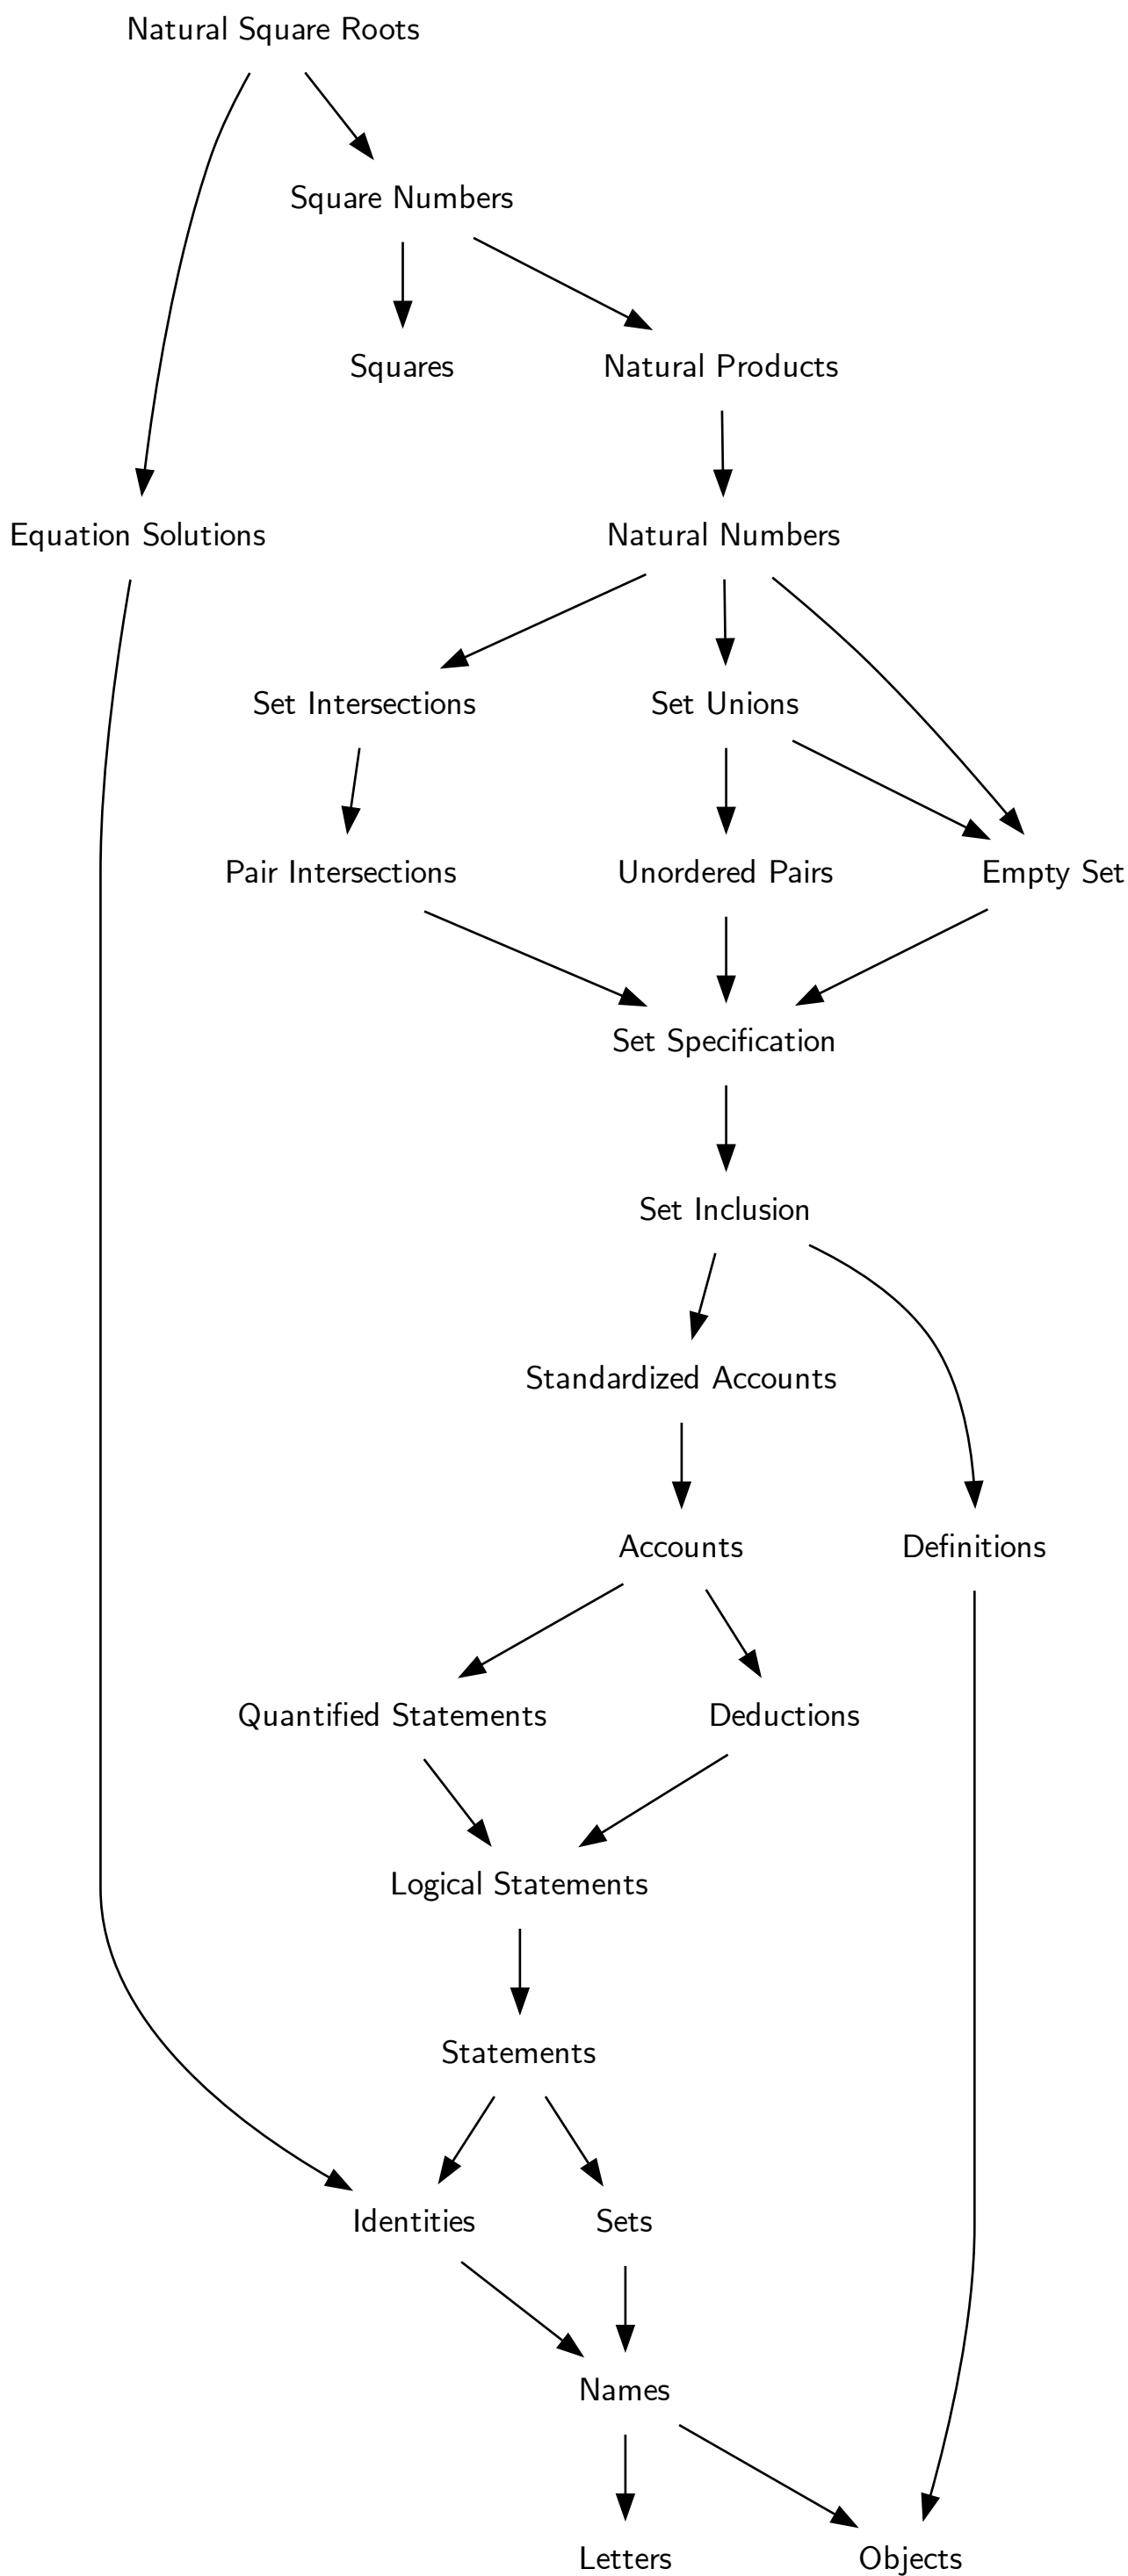 Natural Square Roots
Square Numbers
Squares
Natural Products
Equation Solutions
Natural Numbers
Set Intersections
Set Unions
Pair Intersections
Unordered Pairs
Empty Set
Set Specification
Set Inclusion
Standardized Accounts
Accounts
Definitions
Quantified Statements
Deductions
Logical Statements
Statements
Identities
Sets
Names
Letters
Objects